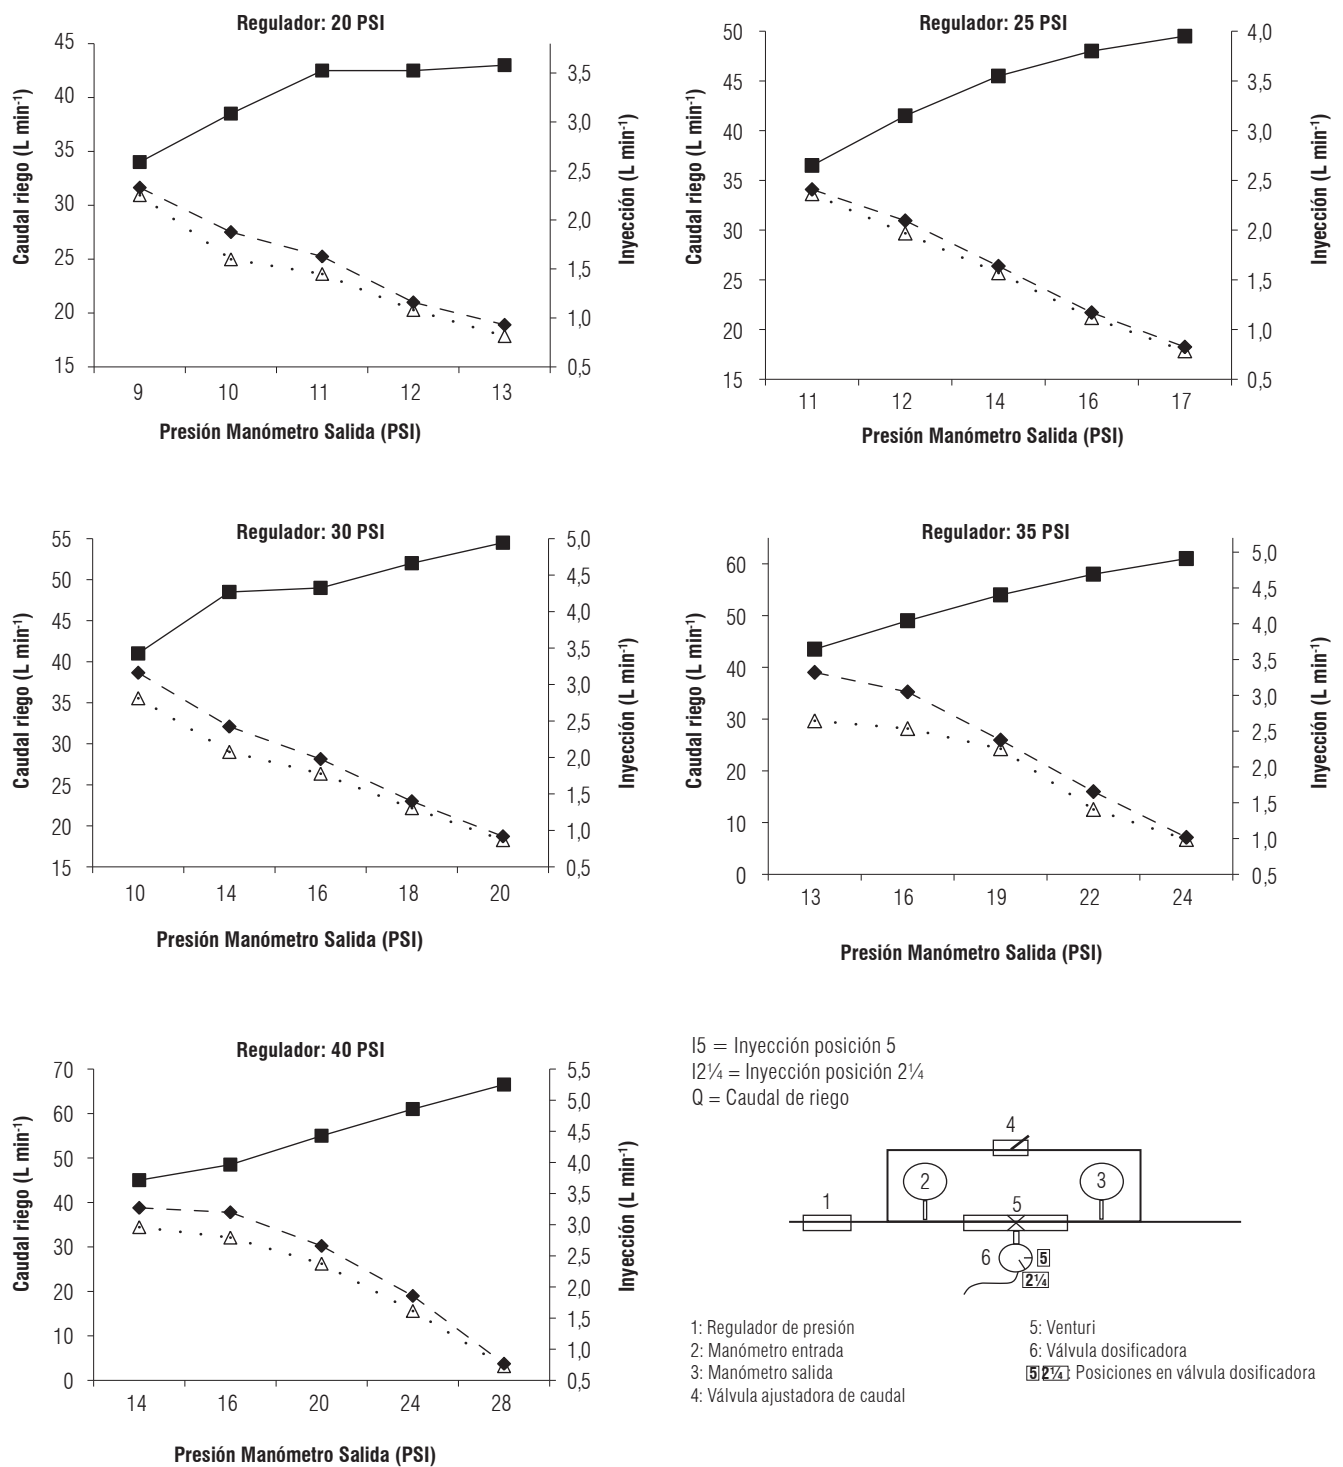 Regulador: 20 PSI
Caudal riego (L min-1)
45
40
35
30
25
20
15
3,5
3,0
2,5
2,0
1,5
1,0
0,5
Inyección (L min-1)
9 10 11 12 13
Presión Manómetro Salida (PSI)
Regulador: 25 PSI
Caudal riego (L min-1)
50
45
40
35
30
25
20
15
4,0
3,5
3,0
2,5
2,0
1,5
1,0
0,5
Inyección (L min-1)
11 12 14 16 17
Presión Manómetro Salida (PSI)
Regulador: 30 PSI
Caudal riego (L min-1)
55
50
45
40
35
30
25
20
15
5,0
4,5
4,0
3,5
3,0
2,5
2,0
1,5
1,0
0,5
Inyección (L min-1)
10 14 16 18 20
Presión Manómetro Salida (PSI)
Regulador: 35 PSI
Caudal riego (L min-1)
60
50
40
30
20
10
0
5,0
4,5
4,0
3,5
3,0
2,5
2,0
1,5
1,0
0,5
Inyección (L min-1)
13 16 19 22 24
Presión Manómetro Salida (PSI)
Regulador: 40 PSI
Caudal riego (L min-1)
70
60
50
40
30
20
10
0
5,5
5,0
4,5
4,0
3,5
3,0
2,5
2,0
1,5
1,0
0,5
Inyección (L min-1)
14 16 20 24 28
Presión Manómetro Salida (PSI)
I5 = Inyección posición 5
I2¼ = Inyección posición 2¼
Q = Caudal de riego
4
2
3
1
5
6
5
2¼
1: Regulador de presión
2: Manómetro entrada
3: Manómetro salida
4: Válvula ajustadora de caudal
5: Venturi
6: Válvula dosificadora
5 2¼: Posiciones en válvula dosificadora